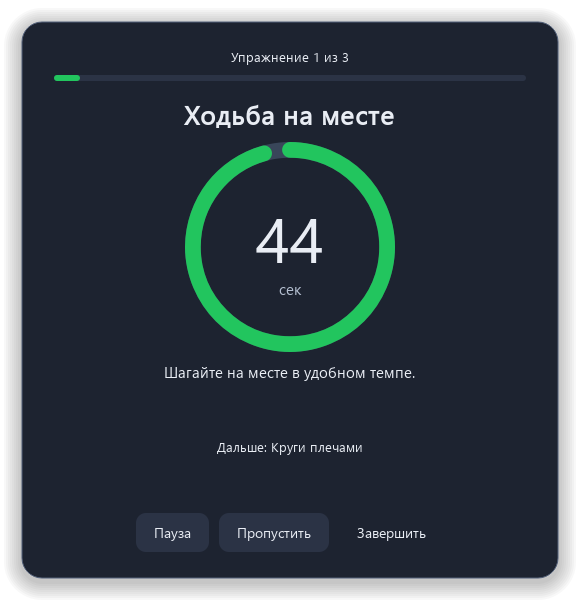 Упражнение 1 из 3
Ходьба на месте
44
сек
Шагайте на месте в удобном темпе.
Дальше: Круги плечами
Пауза Пропустить Завершить